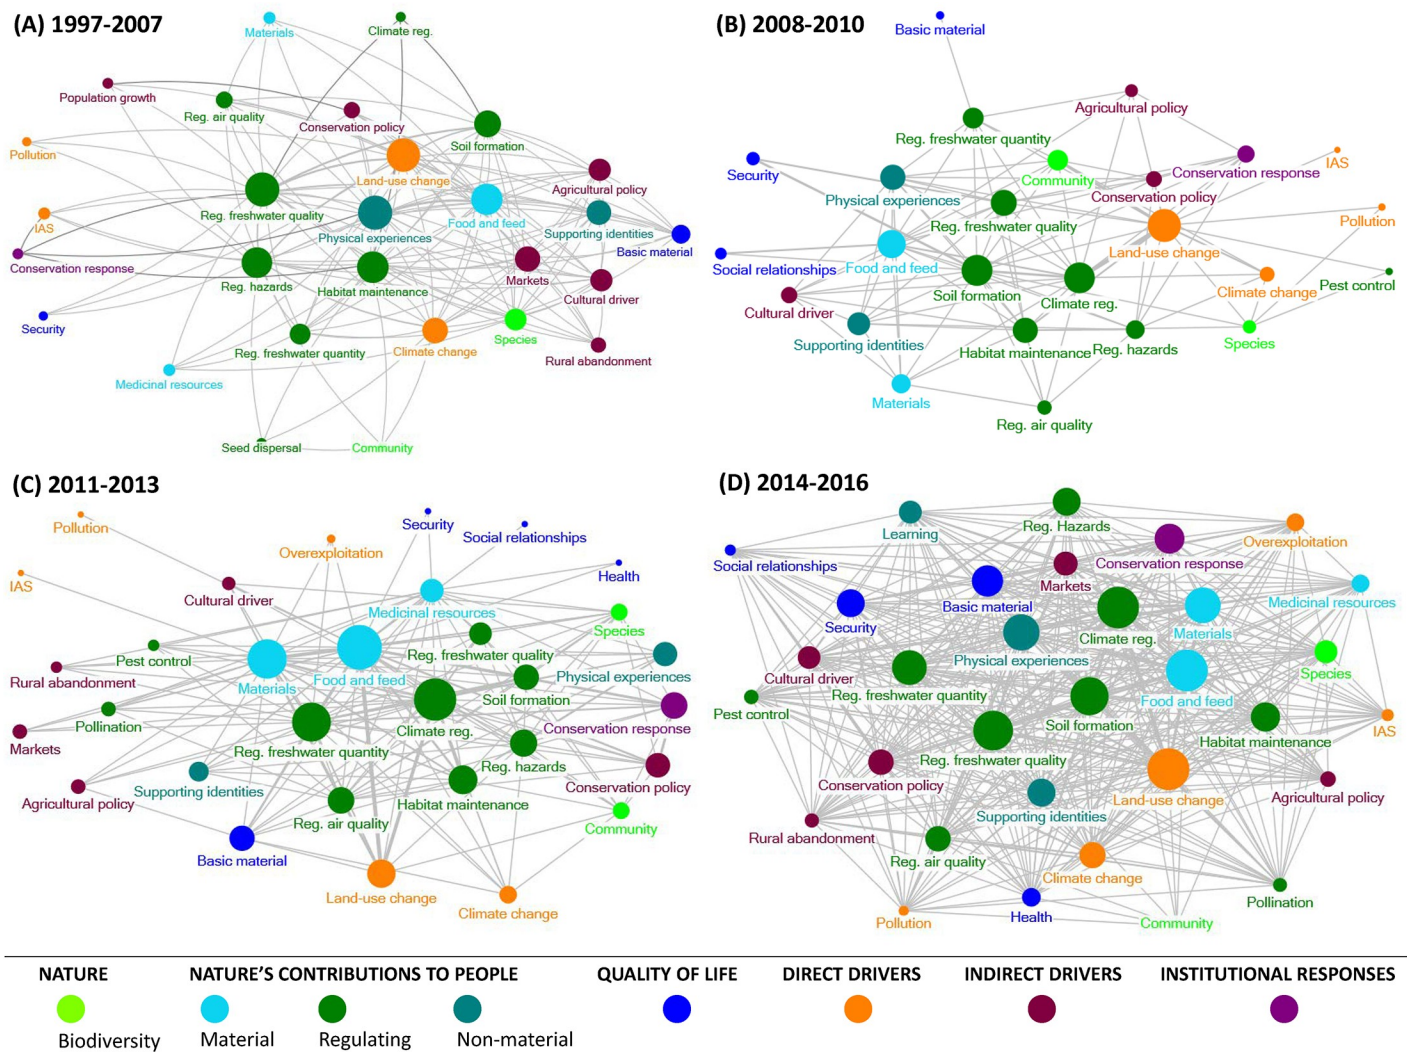 (A) 1997-2007
Materials
Climate reg.
Population growth
Reg. air quality
Conservation policy
Soil formation
Pollution
Land-use change
Agricultural policy
Reg. freshwater quality
Food and feed
IAS
Physical experiences
Supporting identities
Basic material
Conservation response
Reg. hazards
Habitat maintenance
Markets
Cultural driver
Security
Reg. freshwater quantity
Climate change
Species
Rural abandonment
Medicinal resources
Seed dispersal
Community
(B) 2008-2010
Basic material
Agricultural policy
Reg. freshwater quantity
IAS
Security
Community
Conservation response
Physical experiences
Conservation policy
Pollution
Reg. freshwater quality
Land-use change
Social relationships
Food and feed
Pest control
Soil formation
Climate reg.
Climate change
Cultural driver
Supporting identities
Habitat maintenance
Reg. hazards
Species
Materials
Reg. air quality
(C) 2011-2013
Pollution
Security
Social relationships
Overexploitation
Health
IAS
Cultural driver
Medicinal resources
Species
Pest control
Reg. freshwater quality
Rural abandonment
Materials
Food and feed
Physical experiences
Soil formation
Pollination
Climate reg.
Conservation response
Markets
Reg. freshwater quantity
Reg. hazards
Supporting identities
Conservation policy
Agricultural policy
Habitat maintenance
Reg. air quality
Community
Basic material
Land-use change
Climate change
(D) 2014-2016
Learning
Reg. Hazards
Overexploitation
Social relationships
Conservation response
Markets
Basic material
Medicinal resources
Security
Climate reg.
Materials
Physical experiences
Species
Cultural driver
Reg. freshwater quantity
Food and feed
Pest control
Soil formation
IAS
Habitat maintenance
Reg. freshwater quality
Conservation policy
Land-use change
Agricultural policy
Supporting identities
Rural abandonment
Reg. air quality
Climate change
Pollination
Pollution
Health
Community
NATURE
NATURE’S CONTRIBUTIONS TO PEOPLE
QUALITY OF LIFE
DIRECT DRIVERS
INDIRECT DRIVERS
INSTITUTIONAL RESPONSES
Biodiversity
Material
Regulating
Non-material